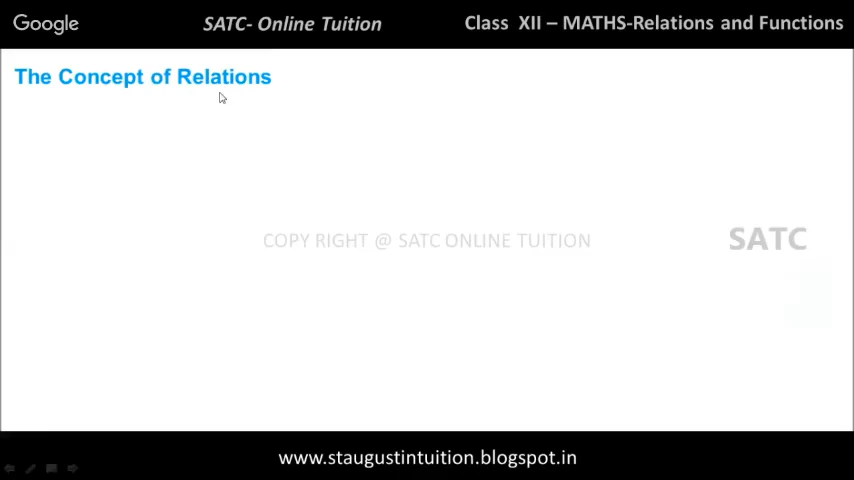 Google
SATC- Online Tuition
Class XII – MATHS-Relations and Functions
The Concept of Relations
COPY RIGHT @ SATC ONLINE TUITION
SATC
www.staugustintuition.blogspot.in